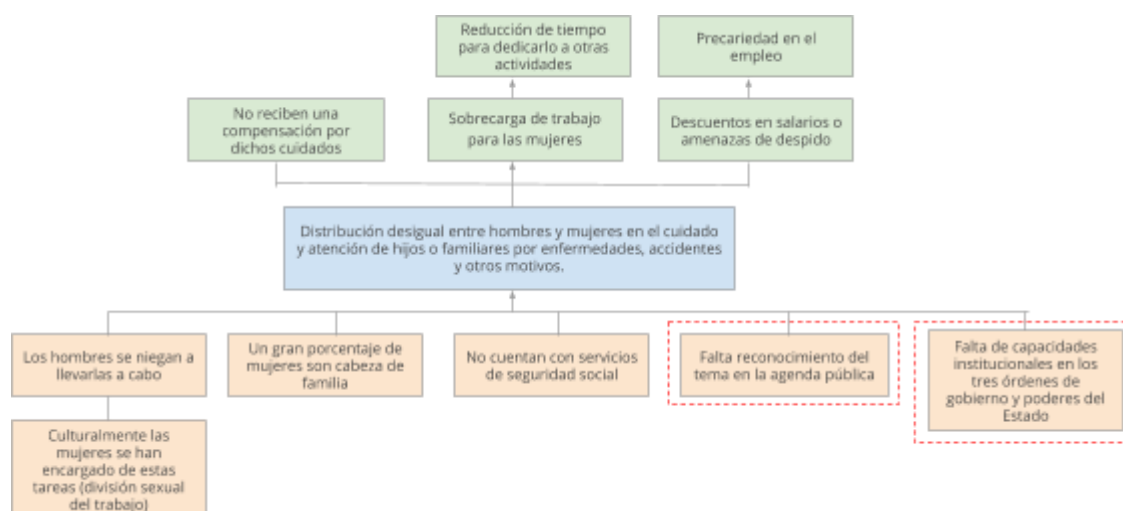 Reducción de tiempo
para dedicarlo a otras
actividades
Precariedad en el
empleo
No reciben una
compensación por
dichos cuidados
Sobrecarga de trabajo
para las mujeres
Descuentos en salarios o
amenazas de despido
Distribución desigual entre hombres y mujeres en el cuidado
y atención de hijos o familiares por enfermedades, accidentes
y otros motivos.
Los hombres se niegan a
llevarlas a cabo
Un gran porcentaje de
mujeres son cabeza de
familia
No cuentan con servicios
de seguridad social
Falta reconocimiento del
tema en la agenda pública
Falta de capacidades
institucionales en los
tres órdenes de
gobierno y poderes del
Estado
Culturalmente las
mujeres se han
encargado de estas
tareas (división sexual
del trabajo)